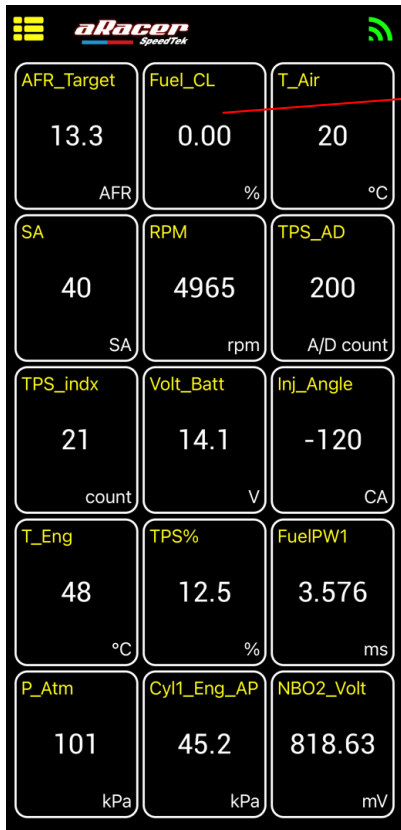 aRacer
SpeedTek
AFR_Target Fuel_CL T_Air
13.3 0.00 20
AFR % °C
SA RPM TPS_AD
40 4965 200
SA rpm A/D count
TPS_indx Volt_Batt Inj_Angle
21 14.1 -120
count V CA
T_Eng TPS% FuelPW1
48 12.5 3.576
°C % ms
P_Atm Cyl1_Eng_AP NBO2_Volt
101 45.2 818.63
kPa kPa mV